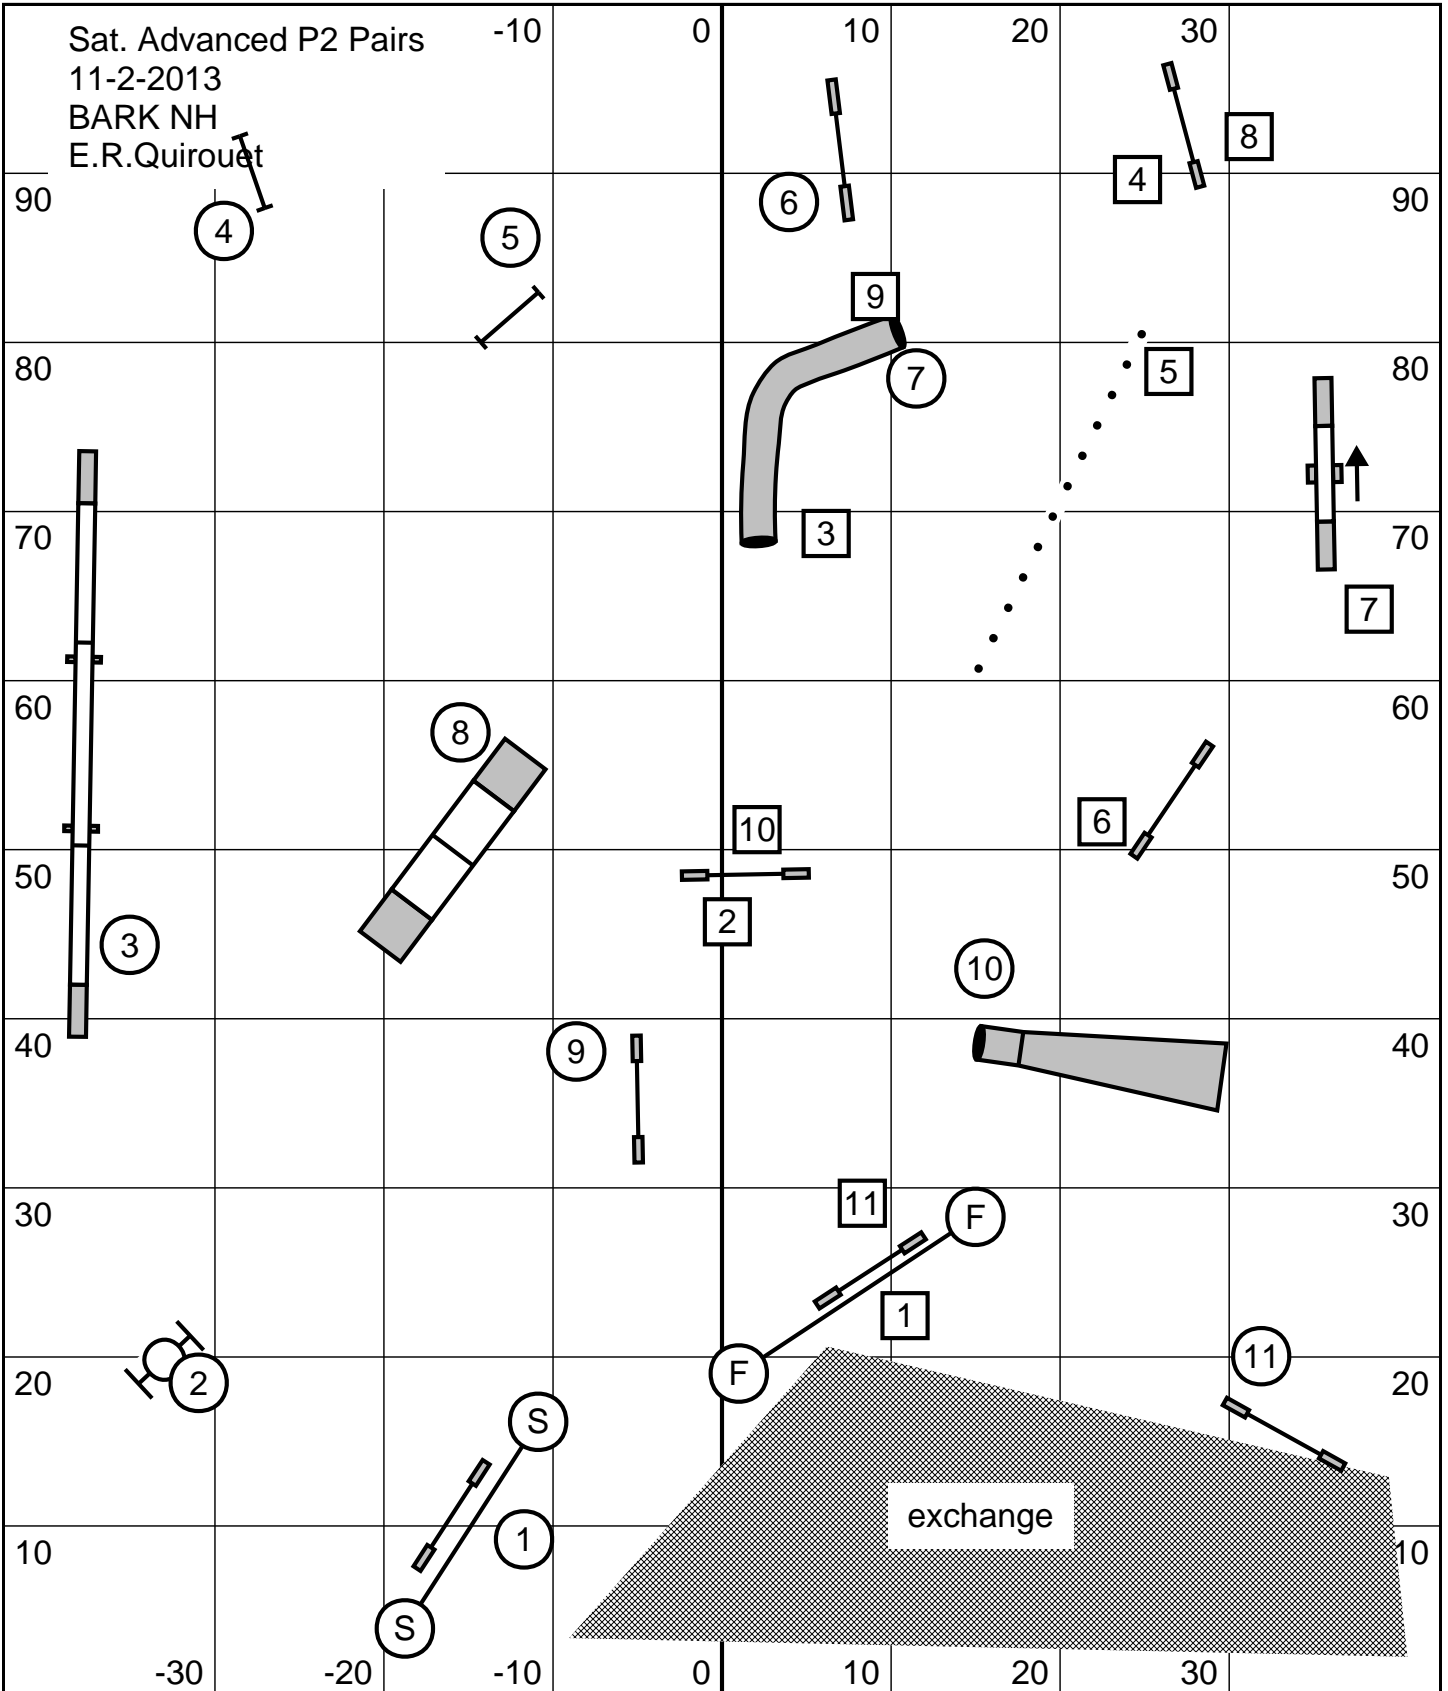 -10 0 10 20 30
Sat. Advanced P2 Pairs
11-2-2013
BARK NH
E.R.Quirouet
8
4
90 6 90
4 5
9
80 7 5 80
70 3 70
7
60 60
8
10 6
50 50
2
3 10
40 9 40
30 11 F 30
1
20 2 F 11 20
S
exchange
10 1 10
S
-30 -20 -10 0 10 20 30